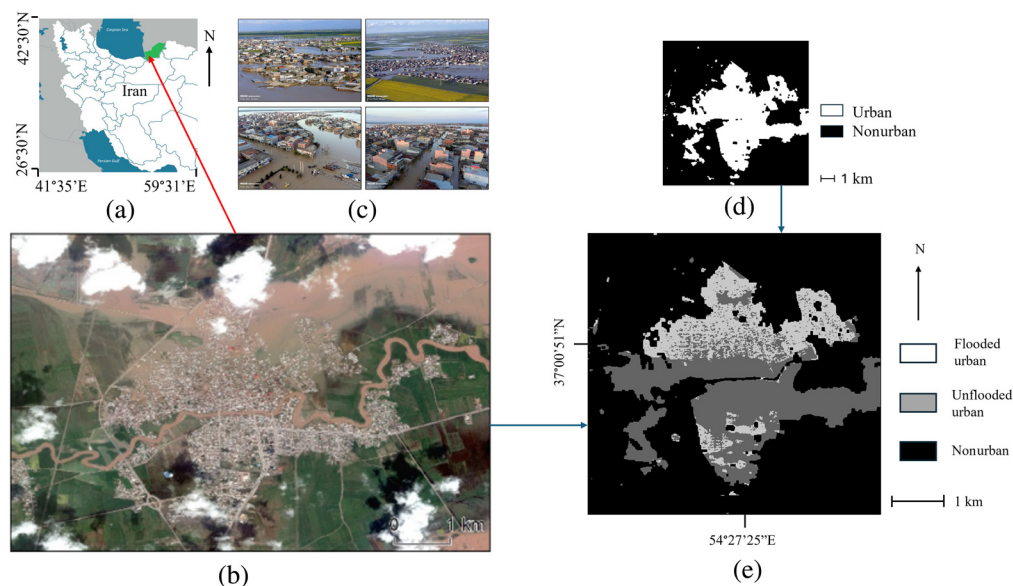 42°30'N
26°30'N
Caspian Sea
Iran
Persian Gulf
N
41°35'E
59°31'E
(a)
(c)
Urban
Nonurban
1 km
(d)
0
1 km
(b)
37°00'51"N
54°27'25"E
(e)
N
Flooded
urban
Unflooded
urban
Nonurban
1 km